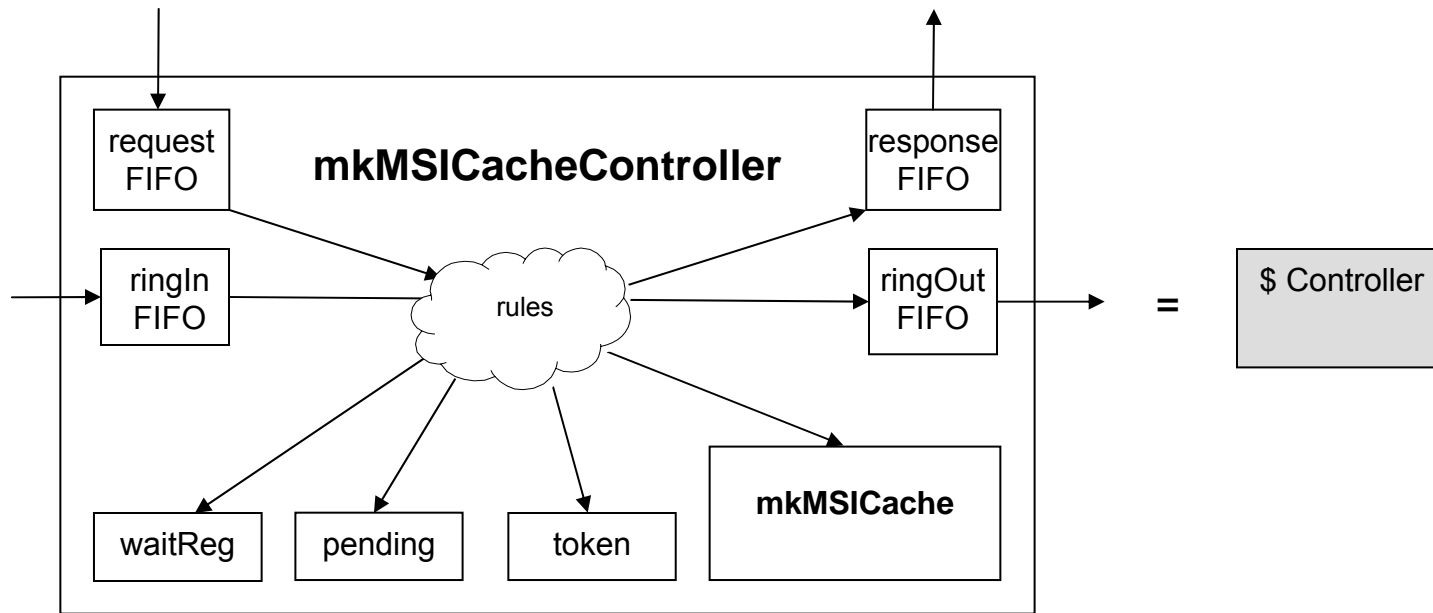 request
FIFO
mkMSICacheController
response
FIFO
ringIn
FIFO
rules
ringOut
FIFO
=
$ Controller
waitReg
pending
token
mkMSICache